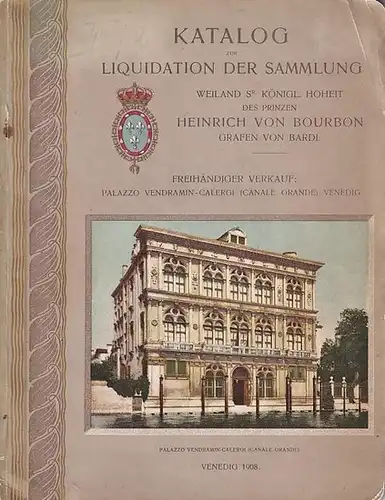 KATALOG
ZUR
LIQUIDATION DER SAMMLUNG
WEILAND Sr KÖNIGL. HOHEIT
DES PRINZEN
HEINRICH VON BOURBON
GRAFEN VON BARDI.
FREIHÄNDIGER VERKAUF:
PALAZZO VENDRAMIN-CALERGI (CANALE GRANDE) VENEDIG
PALAZZO VENDRAMIN-CALERGI (CANALE GRANDE)
VENEDIG 1908.